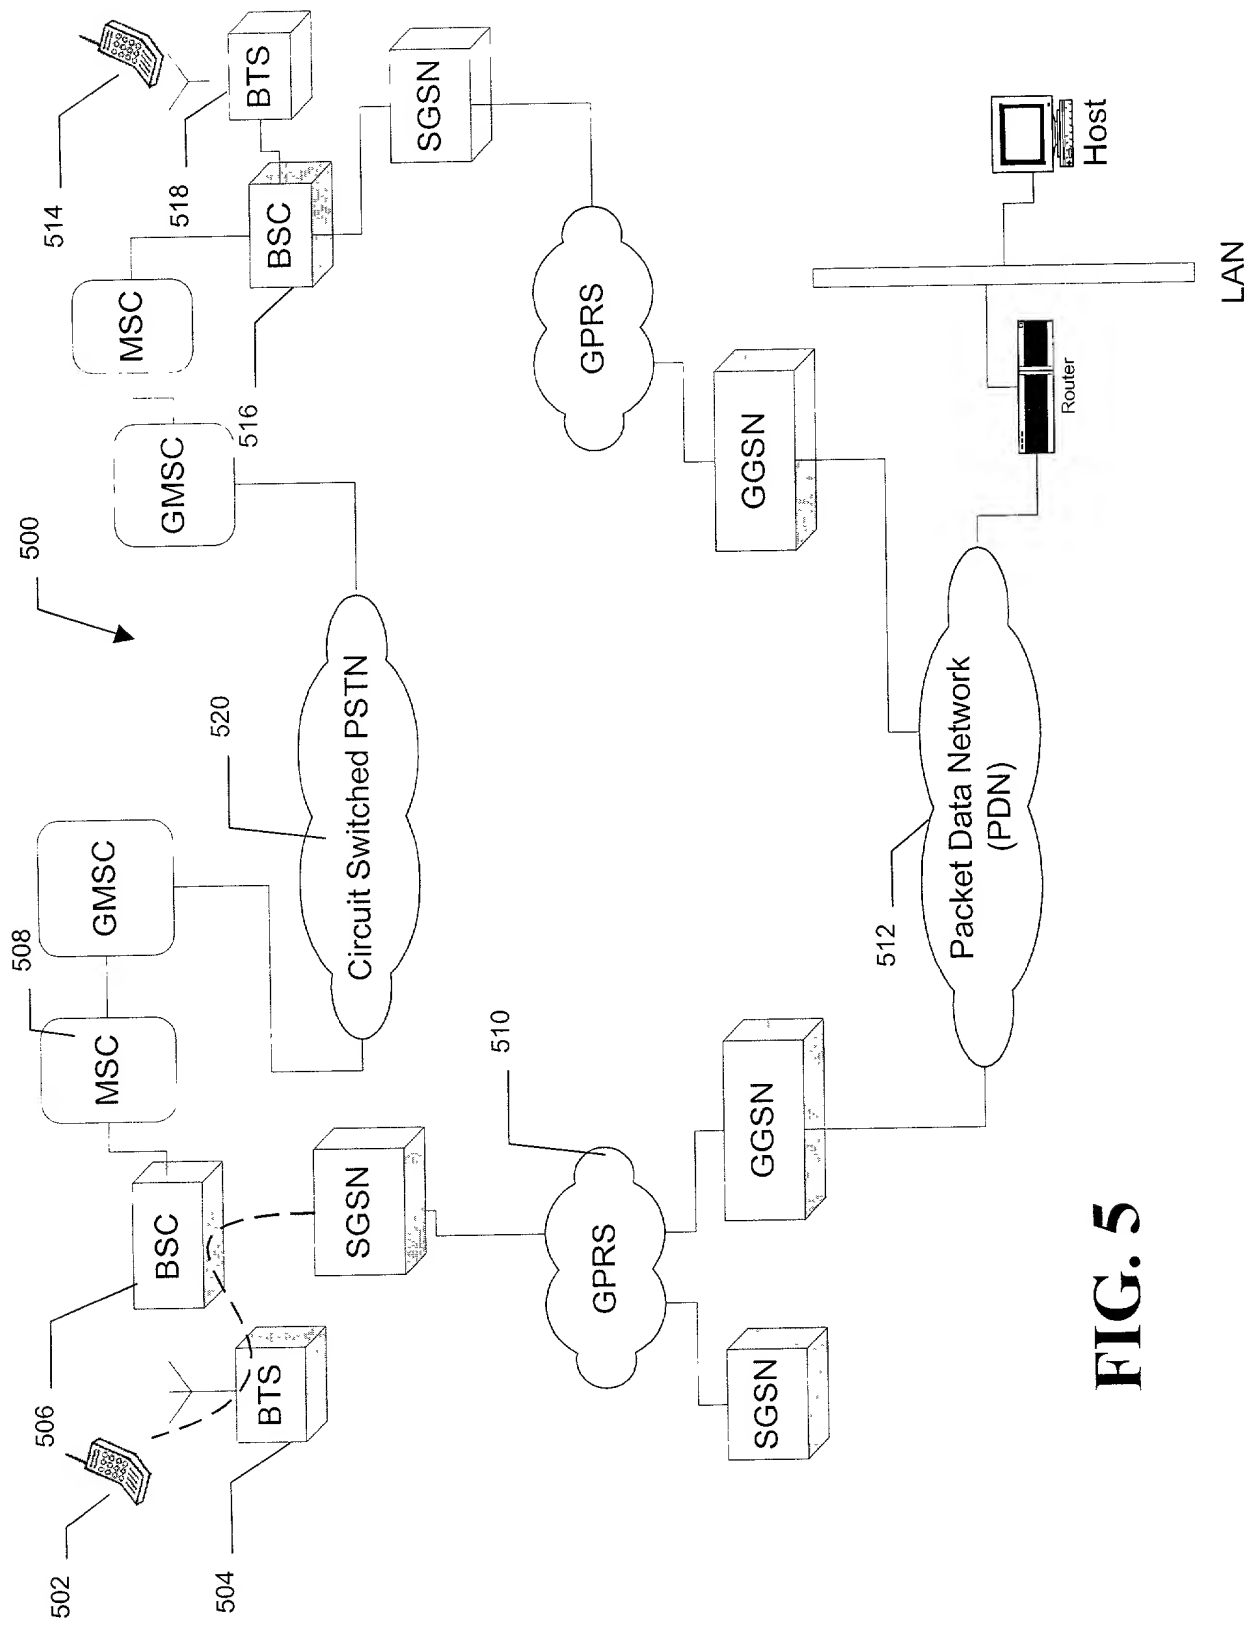 500
502
504
506
508
510
512
514
516
518
520
MSC
GMSC
GMSC
MSC
BSC
BTS
SGSN
Circuit Switched PSTN
BSC
BTS
SGSN
GPRS
SGSN
GGSN
GPRS
GGSN
Packet Data Network
(PDN)
Router
LAN
Host
FIG. 5